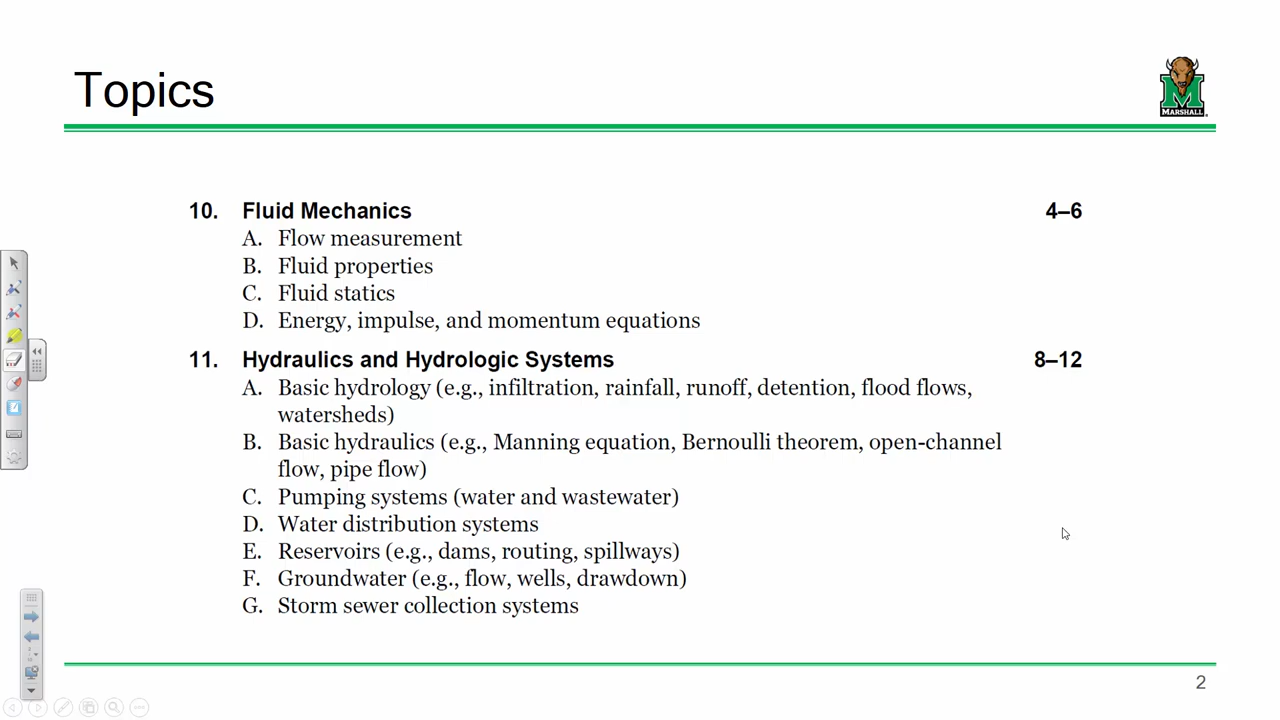 Topics
MARSHALL
10. Fluid Mechanics 4–6
A. Flow measurement
B. Fluid properties
C. Fluid statics
D. Energy, impulse, and momentum equations
11. Hydraulics and Hydrologic Systems 8–12
A. Basic hydrology (e.g., infiltration, rainfall, runoff, detention, flood flows,
watersheds)
B. Basic hydraulics (e.g., Manning equation, Bernoulli theorem, open-channel
flow, pipe flow)
C. Pumping systems (water and wastewater)
D. Water distribution systems
E. Reservoirs (e.g., dams, routing, spillways)
F. Groundwater (e.g., flow, wells, drawdown)
G. Storm sewer collection systems
2